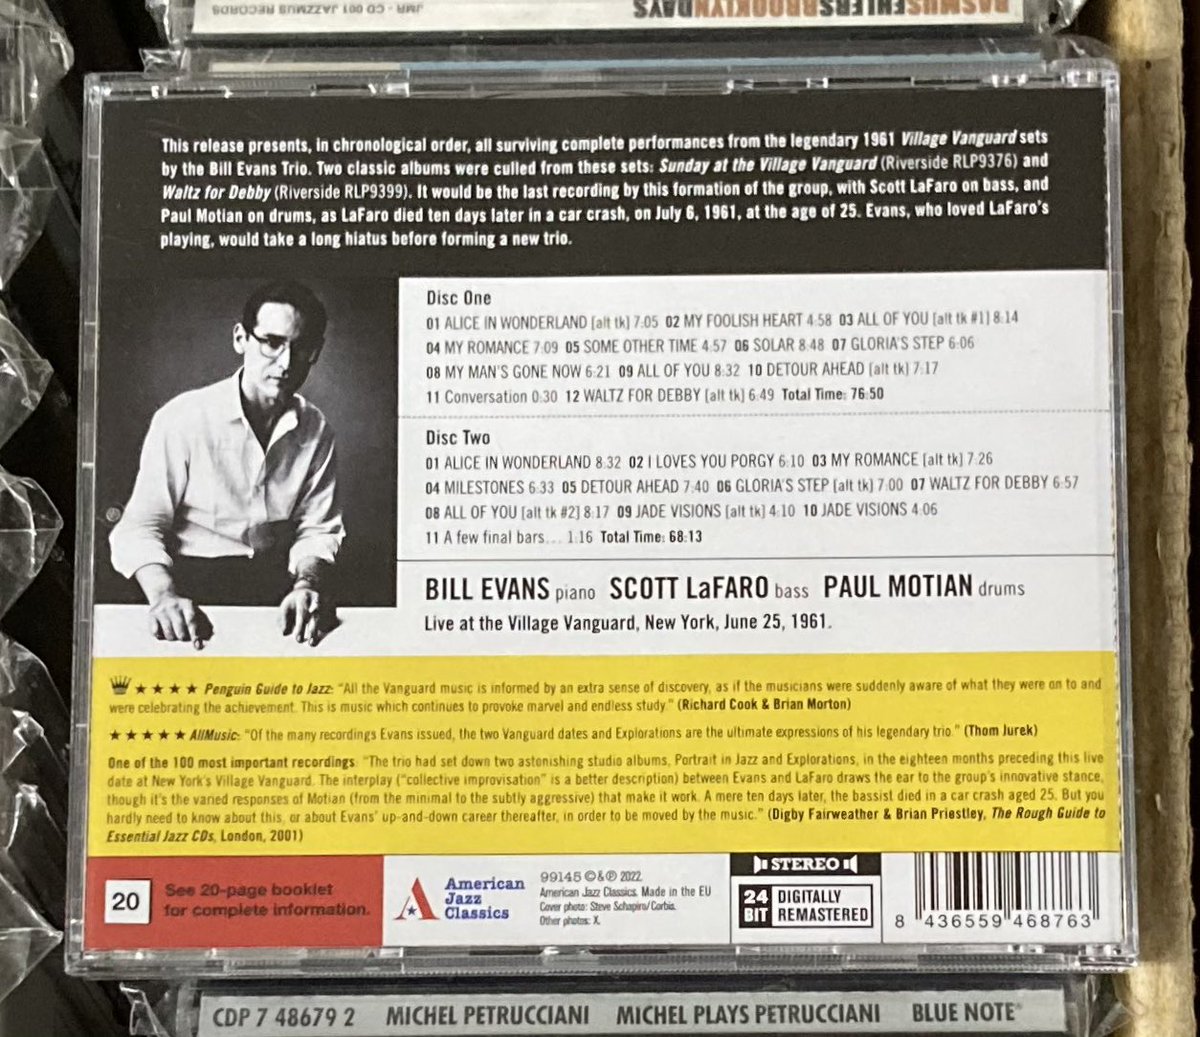 JMR - CD 001 JAZZMUS RECORDS
RASMUSEHLERSBROOKLYNDAYS
This release presents, in chronological order, all surviving complete performances from the legendary 1961 Village Vanguard sets
by the Bill Evans Trio. Two classic albums were culled from these sets: Sunday at the Village Vanguard (Riverside RLP9376) and
Waltz for Debby (Riverside RLP9399). It would be the last recording by this formation of the group, with Scott LaFaro on bass, and
Paul Motian on drums, as LaFaro died ten days later in a car crash, on July 6, 1961, at the age of 25. Evans, who loved LaFaro's
playing, would take a long hiatus before forming a new trio.
Disc One
01 ALICE IN WONDERLAND [alt tk] 7:05 02 MY FOOLISH HEART 4:58 03 ALL OF YOU [alt tk #1] 8:14
04 MY ROMANCE 7:09 05 SOME OTHER TIME 4:57 06 SOLAR 8:48 07 GLORIA'S STEP 6:06
08 MY MAN'S GONE NOW 6:21 09 ALL OF YOU 8:32 10 DETOUR AHEAD [alt tk] 7:17
11 Conversation 0:30 12 WALTZ FOR DEBBY [alt tk] 6:49 Total Time: 76:50
Disc Two
01 ALICE IN WONDERLAND 8:32 02 I LOVES YOU PORGY 6:10 03 MY ROMANCE [alt tk] 7:26
04 MILESTONES 6:33 05 DETOUR AHEAD 7:40 06 GLORIA'S STEP [alt tk] 7:00 07 WALTZ FOR DEBBY 6:57
08 ALL OF YOU [alt tk #2] 8:17 09 JADE VISIONS [alt tk] 4:10 10 JADE VISIONS 4:06
11 A few final bars... 1:16 Total Time: 68:13
BILL EVANS piano SCOTT LaFARO bass PAUL MOTIAN drums
Live at the Village Vanguard, New York, June 25, 1961.
★★★★ Penguin Guide to Jazz: "All the Vanguard music is informed by an extra sense of discovery, as if the musicians were suddenly aware of what they were on to and
were celebrating the achievement. This is music which continues to provoke marvel and endless study." (Richard Cook & Brian Morton)
★★★★★ AllMusic: "Of the many recordings Evans issued, the two Vanguard dates and Explorations are the ultimate expressions of his legendary trio." (Thom Jurek)
One of the 100 most important recordings: "The trio had set down two astonishing studio albums, Portrait in Jazz and Explorations, in the eighteen months preceding this live
date at New York's Village Vanguard. The interplay ("collective improvisation" is a better description) between Evans and LaFaro draws the ear to the group's innovative stance,
though it's the varied responses of Motian (from the minimal to the subtly aggressive) that make it work. A mere ten days later, the bassist died in a car crash aged 25. But you
hardly need to know about this, or about Evans' up-and-down career thereafter, in order to be moved by the music." (Digby Fairweather & Brian Priestley, The Rough Guide to
Essential Jazz CDs, London, 2001)
20
See 20-page booklet
for complete information.
American
Jazz
Classics
99145 ©&℗ 2022.
American Jazz Classics. Made in the EU
Cover photo: Steve Schapiro/Corbis.
Other photos: X.
STEREO
24 BIT DIGITALLY REMASTERED
8 436559 468763
CDP 7 48679 2 MICHEL PETRUCCIANI MICHEL PLAYS PETRUCCIANI BLUE NOTE